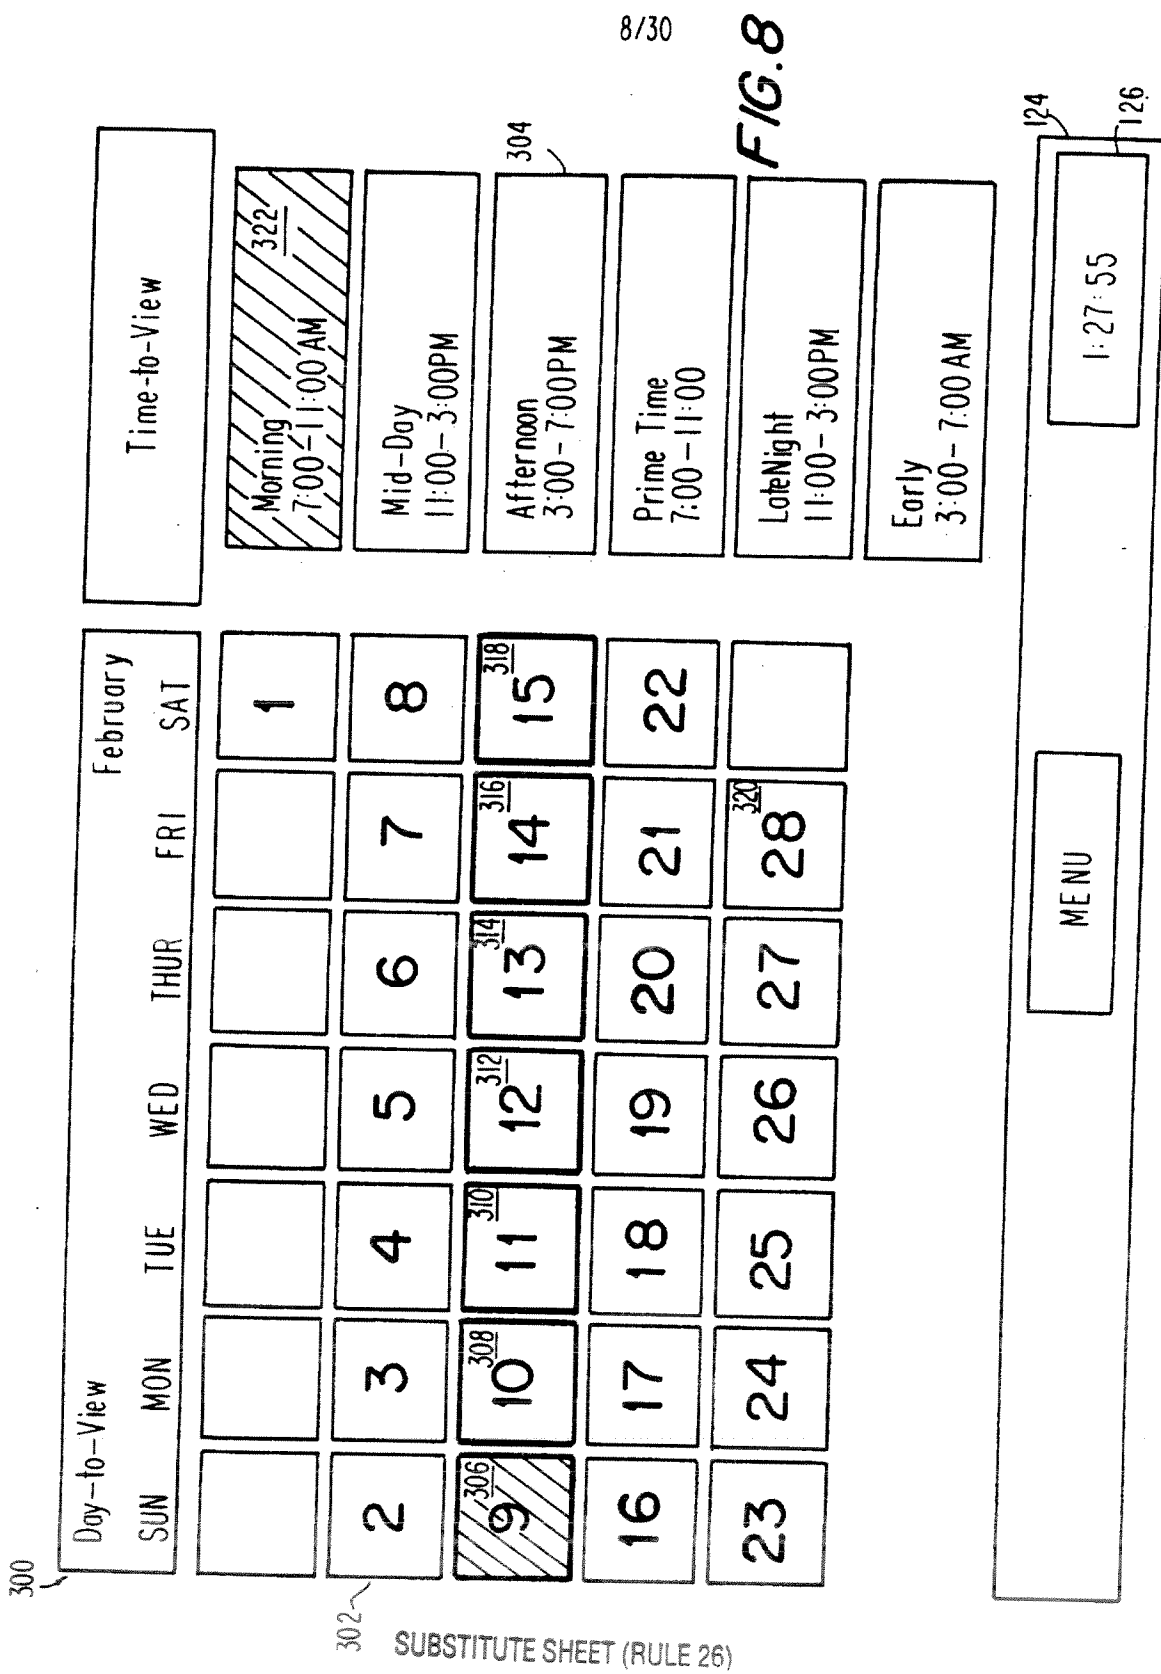 8/30
FIG.8
300
Day-to-View February
SUN MON TUE WED THUR FRI SAT
1
2 3 4 5 6 7 8
306 308 310 312 314 316 318
9 10 11 12 13 14 15
16 17 18 19 20 21 22
320
23 24 25 26 27 28
302
Time-to-View
322
Morning
7:00-11:00 AM
Mid-Day
11:00-3:00PM
304
Afternoon
3:00-7:00PM
Prime Time
7:00-11:00
LateNight
11:00-3:00PM
Early
3:00-7:00 AM
124
MENU
1:27:55
126
SUBSTITUTE SHEET (RULE 26)